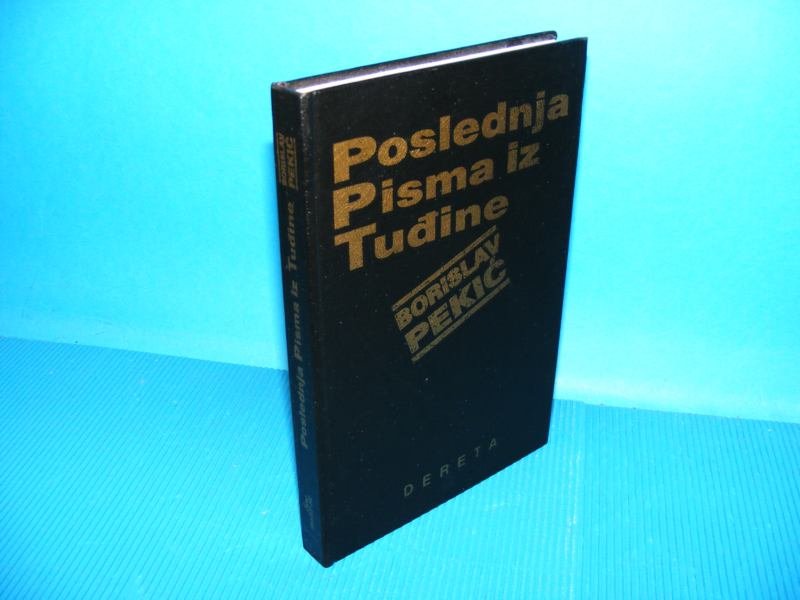 Poslednja
Pisma iz
Tuđine
BORISLAV
PEKIĆ
DERETA
Poslednja Pisma iz Tuđine
BORISLAV
PEKIĆ